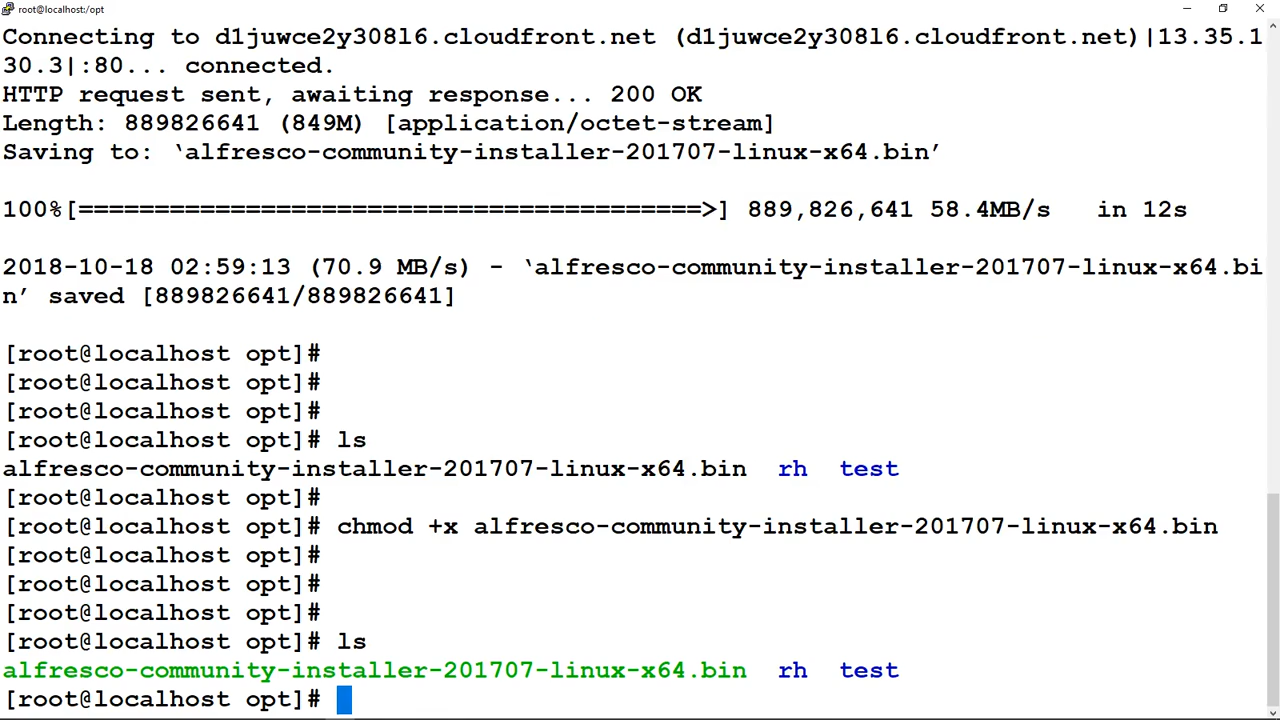 root@localhost:/opt
Connecting to d1juwce2y308l6.cloudfront.net (d1juwce2y308l6.cloudfront.net)|13.35.1
30.3|:80... connected.
HTTP request sent, awaiting response... 200 OK
Length: 889826641 (849M) [application/octet-stream]
Saving to: ‘alfresco-community-installer-201707-linux-x64.bin’
100%[=========================================>] 889,826,641 58.4MB/s   in 12s
2018-10-18 02:59:13 (70.9 MB/s) - ‘alfresco-community-installer-201707-linux-x64.bi
n’ saved [889826641/889826641]
[root@localhost opt]#
[root@localhost opt]#
[root@localhost opt]#
[root@localhost opt]# ls
alfresco-community-installer-201707-linux-x64.bin  rh  test
[root@localhost opt]#
[root@localhost opt]# chmod +x alfresco-community-installer-201707-linux-x64.bin
[root@localhost opt]#
[root@localhost opt]#
[root@localhost opt]#
[root@localhost opt]# ls
alfresco-community-installer-201707-linux-x64.bin  rh  test
[root@localhost opt]#